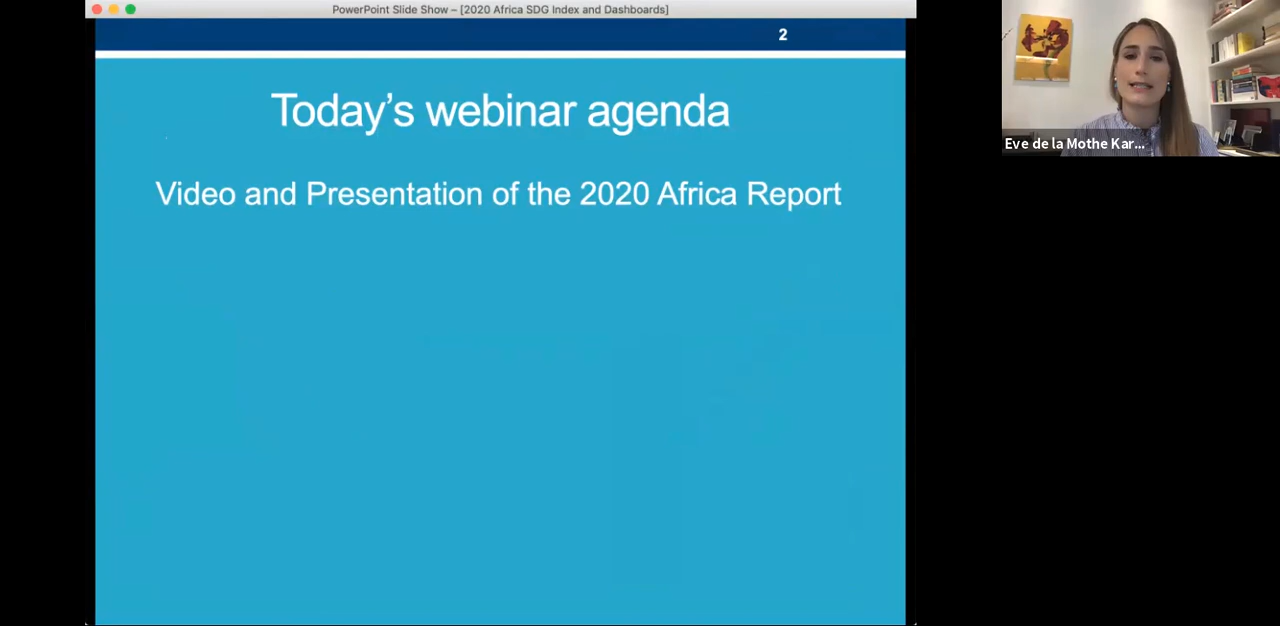 PowerPoint Slide Show – [2020 Africa SDG Index and Dashboards]
2
Today's webinar agenda
Video and Presentation of the 2020 Africa Report
Eve de la Mothe Kar...